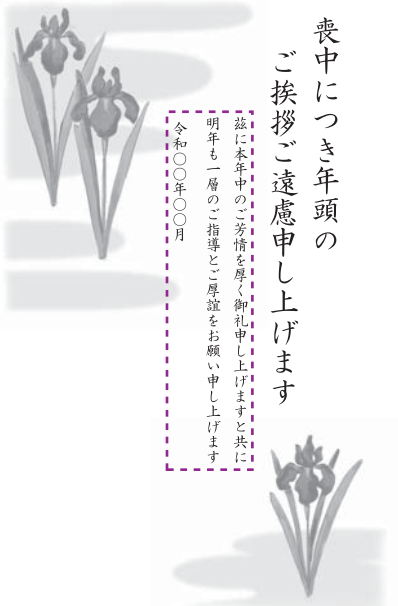 喪中につき年頭の
ご挨拶ご遠慮申し上げます
茲に本年中のご芳情を厚く御礼申し上げますと共に
明年も一層のご指導とご厚誼をお願い申し上げます
令和〇〇年〇〇月